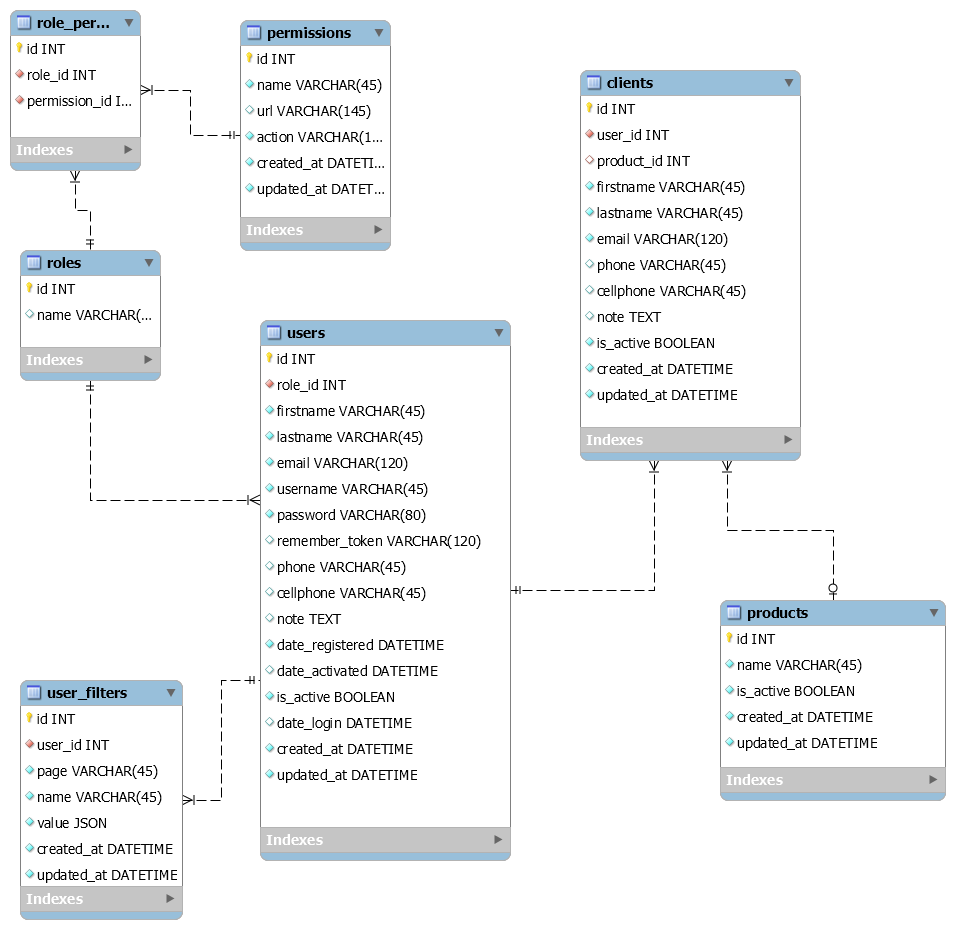 role_per...
id INT
role_id INT
permission_id I...
Indexes
permissions
id INT
name VARCHAR(45)
url VARCHAR(145)
action VARCHAR(1...
created_at DATETI...
updated_at DATET...
Indexes
clients
id INT
user_id INT
product_id INT
firstname VARCHAR(45)
lastname VARCHAR(45)
email VARCHAR(120)
phone VARCHAR(45)
cellphone VARCHAR(45)
note TEXT
is_active BOOLEAN
created_at DATETIME
updated_at DATETIME
Indexes
roles
id INT
name VARCHAR(...
Indexes
users
id INT
role_id INT
firstname VARCHAR(45)
lastname VARCHAR(45)
email VARCHAR(120)
username VARCHAR(45)
password VARCHAR(80)
remember_token VARCHAR(120)
phone VARCHAR(45)
cellphone VARCHAR(45)
note TEXT
date_registered DATETIME
date_activated DATETIME
is_active BOOLEAN
date_login DATETIME
created_at DATETIME
updated_at DATETIME
Indexes
products
id INT
name VARCHAR(45)
is_active BOOLEAN
created_at DATETIME
updated_at DATETIME
Indexes
user_filters
id INT
user_id INT
page VARCHAR(45)
name VARCHAR(45)
value JSON
created_at DATETIME
updated_at DATETIME
Indexes